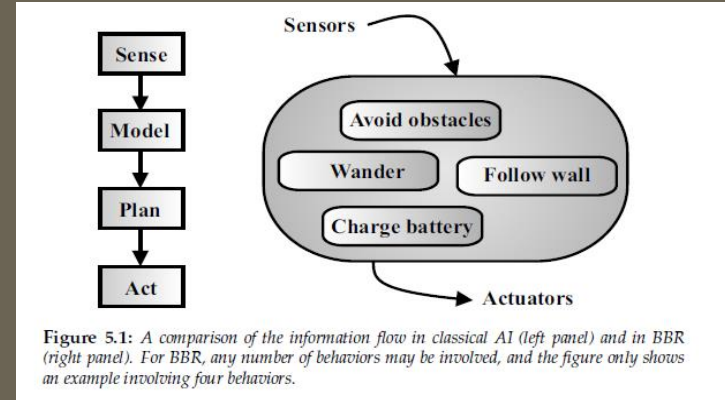 Sense
Model
Plan
Act
Sensors
Avoid obstacles
Wander
Follow wall
Charge battery
Actuators
Figure 5.1: A comparison of the information flow in classical AI (left panel) and in BBR
(right panel). For BBR, any number of behaviors may be involved, and the figure only shows
an example involving four behaviors.